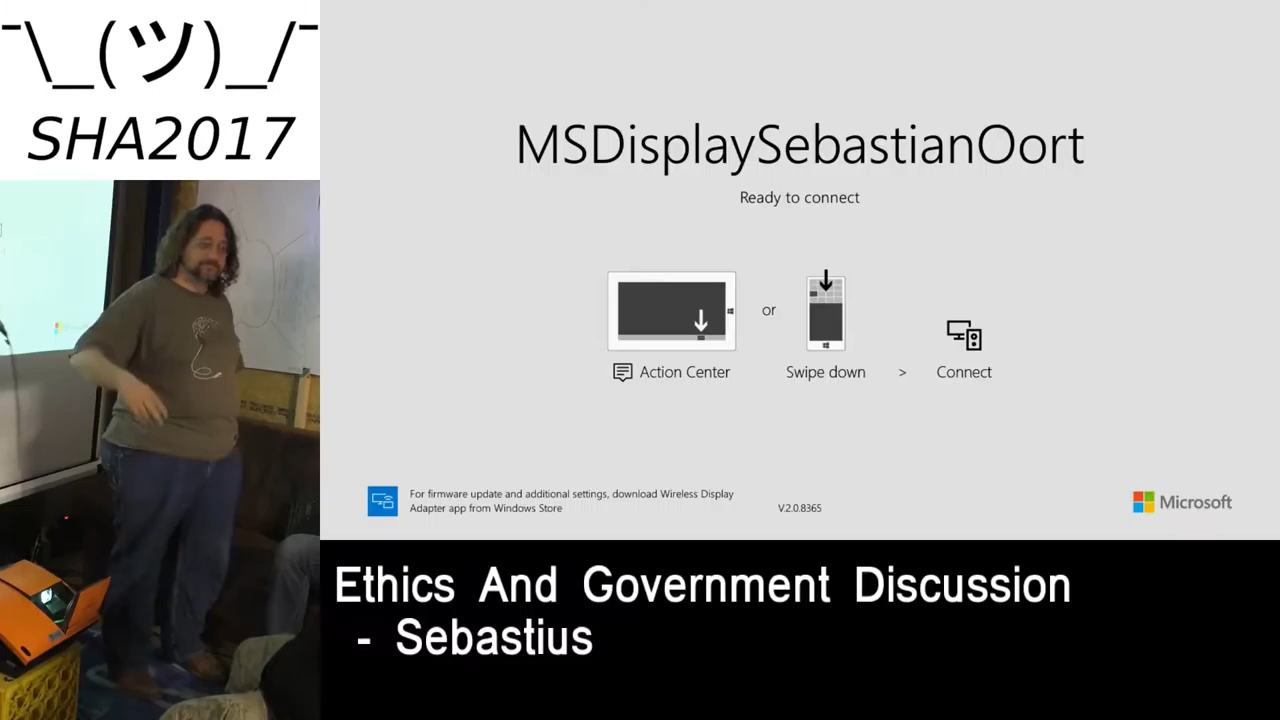 ¯\_(ツ)_/¯
SHA2017
MSDisplaySebastianOort
Ready to connect
or
Action Center
Swipe down
>
Connect
For firmware update and additional settings, download Wireless Display
Adapter app from Windows Store
V.2.0.8365
Microsoft
Ethics And Government Discussion
- Sebastius